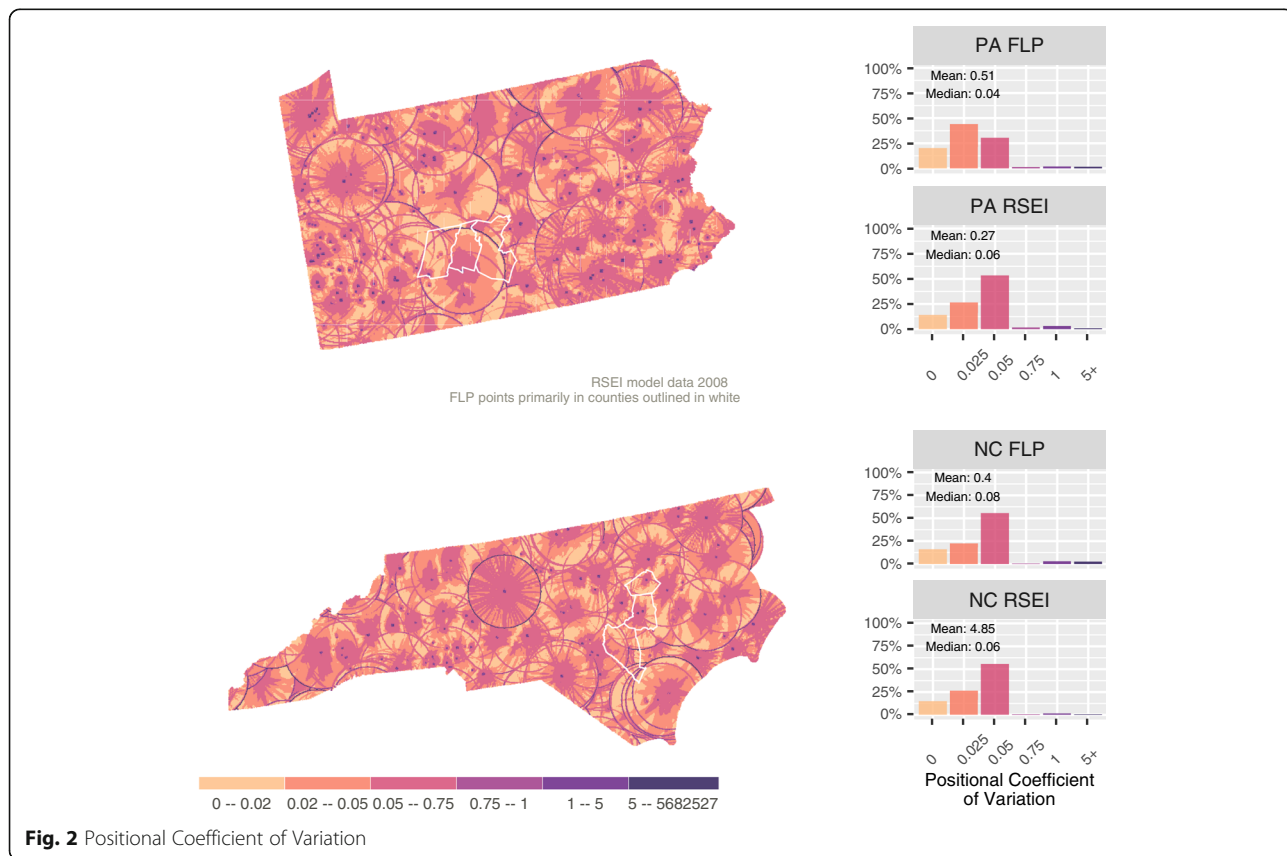 PA FLP
100%
75%
50%
25%
0%
Mean: 0.51
Median: 0.04
PA RSEI
100%
75%
50%
25%
0%
Mean: 0.27
Median: 0.06
0
0.025
0.05
0.75
1
5+
RSEI model data 2008
FLP points primarily in counties outlined in white
NC FLP
100%
75%
50%
25%
0%
Mean: 0.4
Median: 0.08
NC RSEI
100%
75%
50%
25%
0%
Mean: 4.85
Median: 0.06
0
0.025
0.05
0.75
1
5+
Positional Coefficient
of Variation
0 -- 0.02 0.02 -- 0.05 0.05 -- 0.75 0.75 -- 1 1 -- 5 5 -- 5682527
Fig. 2 Positional Coefficient of Variation